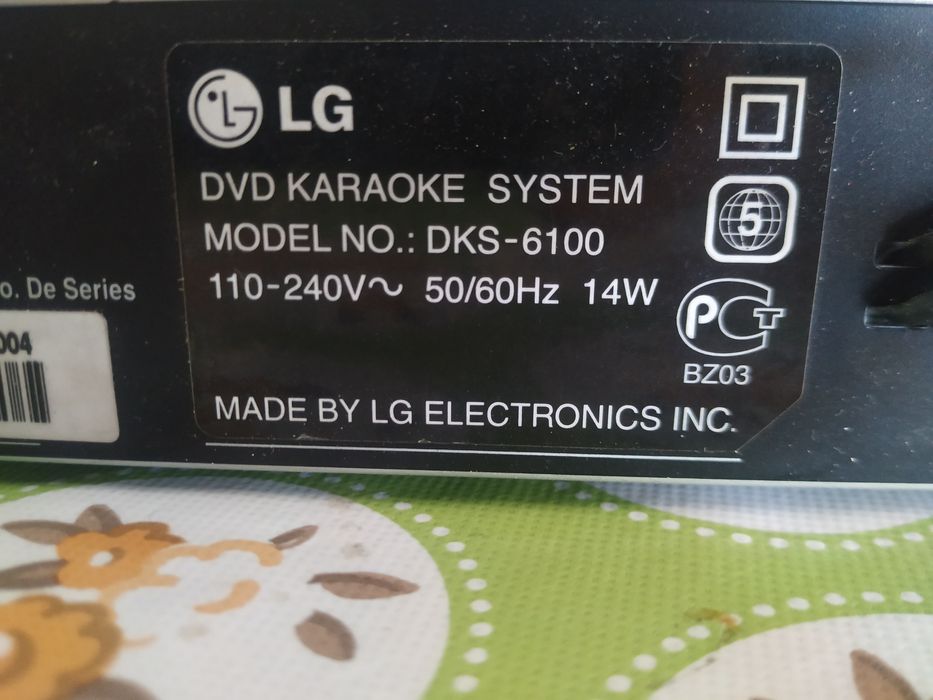 LG
DVD KARAOKE SYSTEM
MODEL NO.: DKS-6100
110-240V~ 50/60Hz 14W
5
PCT
BZ03
MADE BY LG ELECTRONICS INC.
o. De Series
004